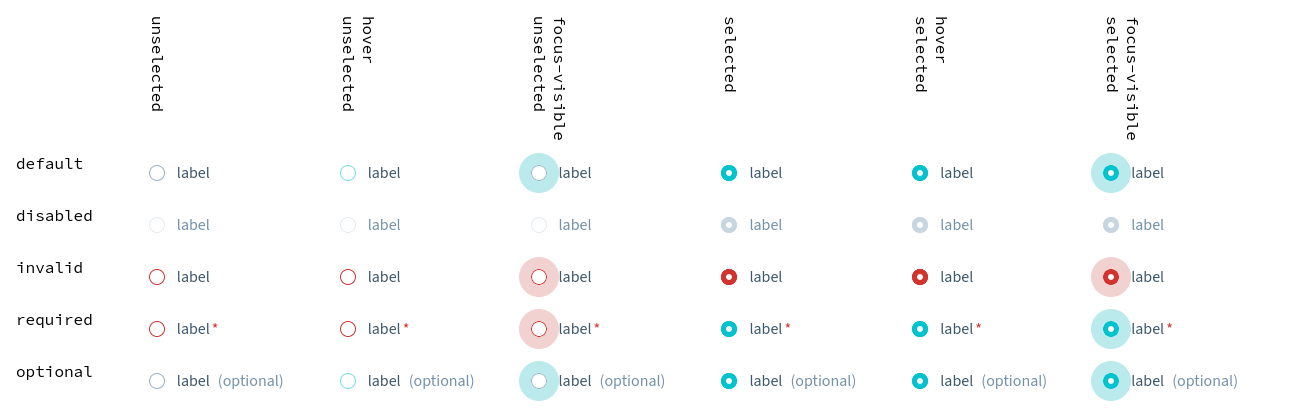 unselected
hover
unselected
focus-visible
unselected
selected
hover
selected
focus-visible
selected
default label label label label label label
disabled label label label label label label
invalid label label label label label label
required label* label* label* label* label* label*
optional label (optional) label (optional) label (optional) label (optional) label (optional) label (optional)